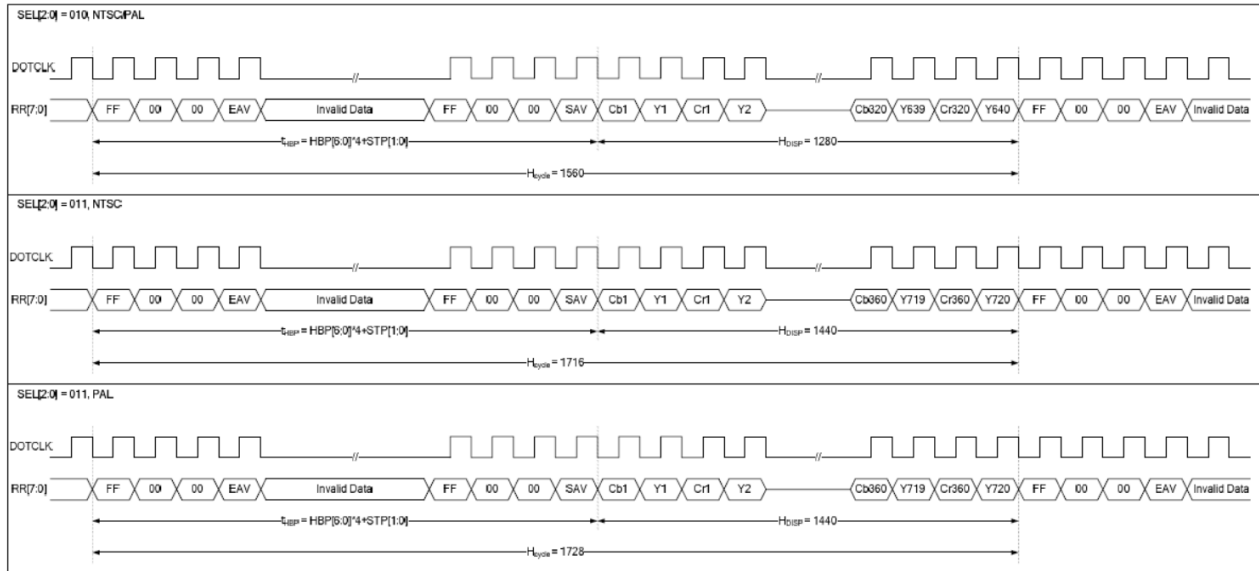 SEL[2:0] = 010, NTSC/PAL
DOTCLK
//
//
RR[7:0] FF 00 00 EAV Invalid Data FF 00 00 SAV Cb1 Y1 Cr1 Y2 Cb320 Y639 Cr320 Y640 FF 00 00 EAV Invalid Data
tHBP = HBP[6:0]*4+STP[1:0] HDISP = 1280
Hcycle = 1560
SEL[2:0] = 011, NTSC
DOTCLK
//
//
RR[7:0] FF 00 00 EAV Invalid Data FF 00 00 SAV Cb1 Y1 Cr1 Y2 Cb360 Y719 Cr360 Y720 FF 00 00 EAV Invalid Data
tHBP = HBP[6:0]*4+STP[1:0] HDISP = 1440
Hcycle = 1716
SEL[2:0] = 011, PAL
DOTCLK
//
//
RR[7:0] FF 00 00 EAV Invalid Data FF 00 00 SAV Cb1 Y1 Cr1 Y2 Cb360 Y719 Cr360 Y720 FF 00 00 EAV Invalid Data
tHBP = HBP[6:0]*4+STP[1:0] HDISP = 1440
Hcycle = 1728